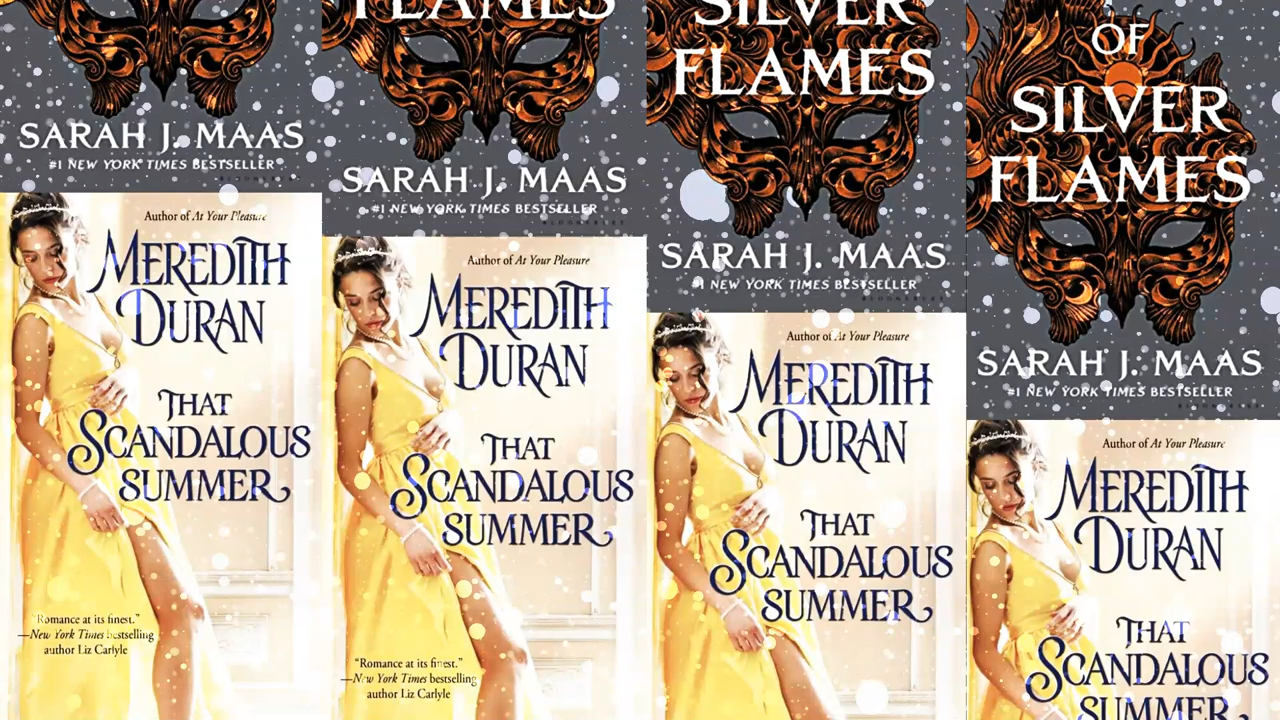 SARAH J. MAAS
#1 NEW YORK TIMES BESTSELLER
Author of At Your Pleasure
MEREDITH
DURAN
THAT
SCANDALOUS
SUMMER
"Romance at its finest."
—New York Times bestselling
author Liz Carlyle
FLAMES
SARAH J. MAAS
#1 NEW YORK TIMES BESTSELLER
BLOOMSBURY
Author of At Your Pleasure
MEREDITH
DURAN
THAT
SCANDALOUS
SUMMER
"Romance at its finest."
—New York Times bestselling
author Liz Carlyle
SILVER
FLAMES
SARAH J. MAAS
#1 NEW YORK TIMES BESTSELLER
BLOOMSBURY
Author of At Your Pleasure
MEREDITH
DURAN
THAT
SCANDALOUS
SUMMER
OF
SILVER
FLAMES
SARAH J. MAAS
#1 NEW YORK TIMES BESTSELLER
Author of At Your Pleasure
MEREDITH
DURAN
THAT
SCANDALOUS
SUMMER